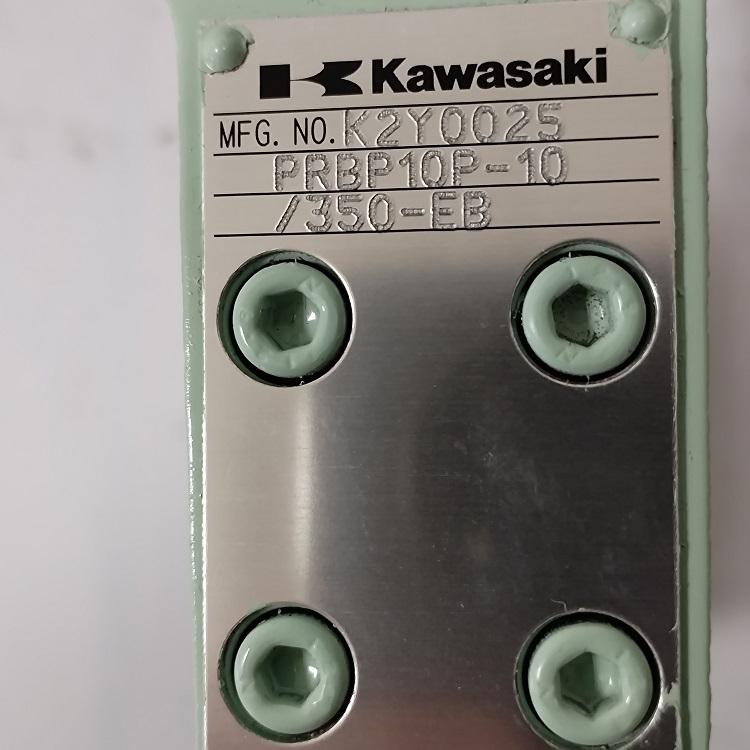 Kawasaki
MFG. NO. K2Y0025
PRBP10P-10
/350-EB